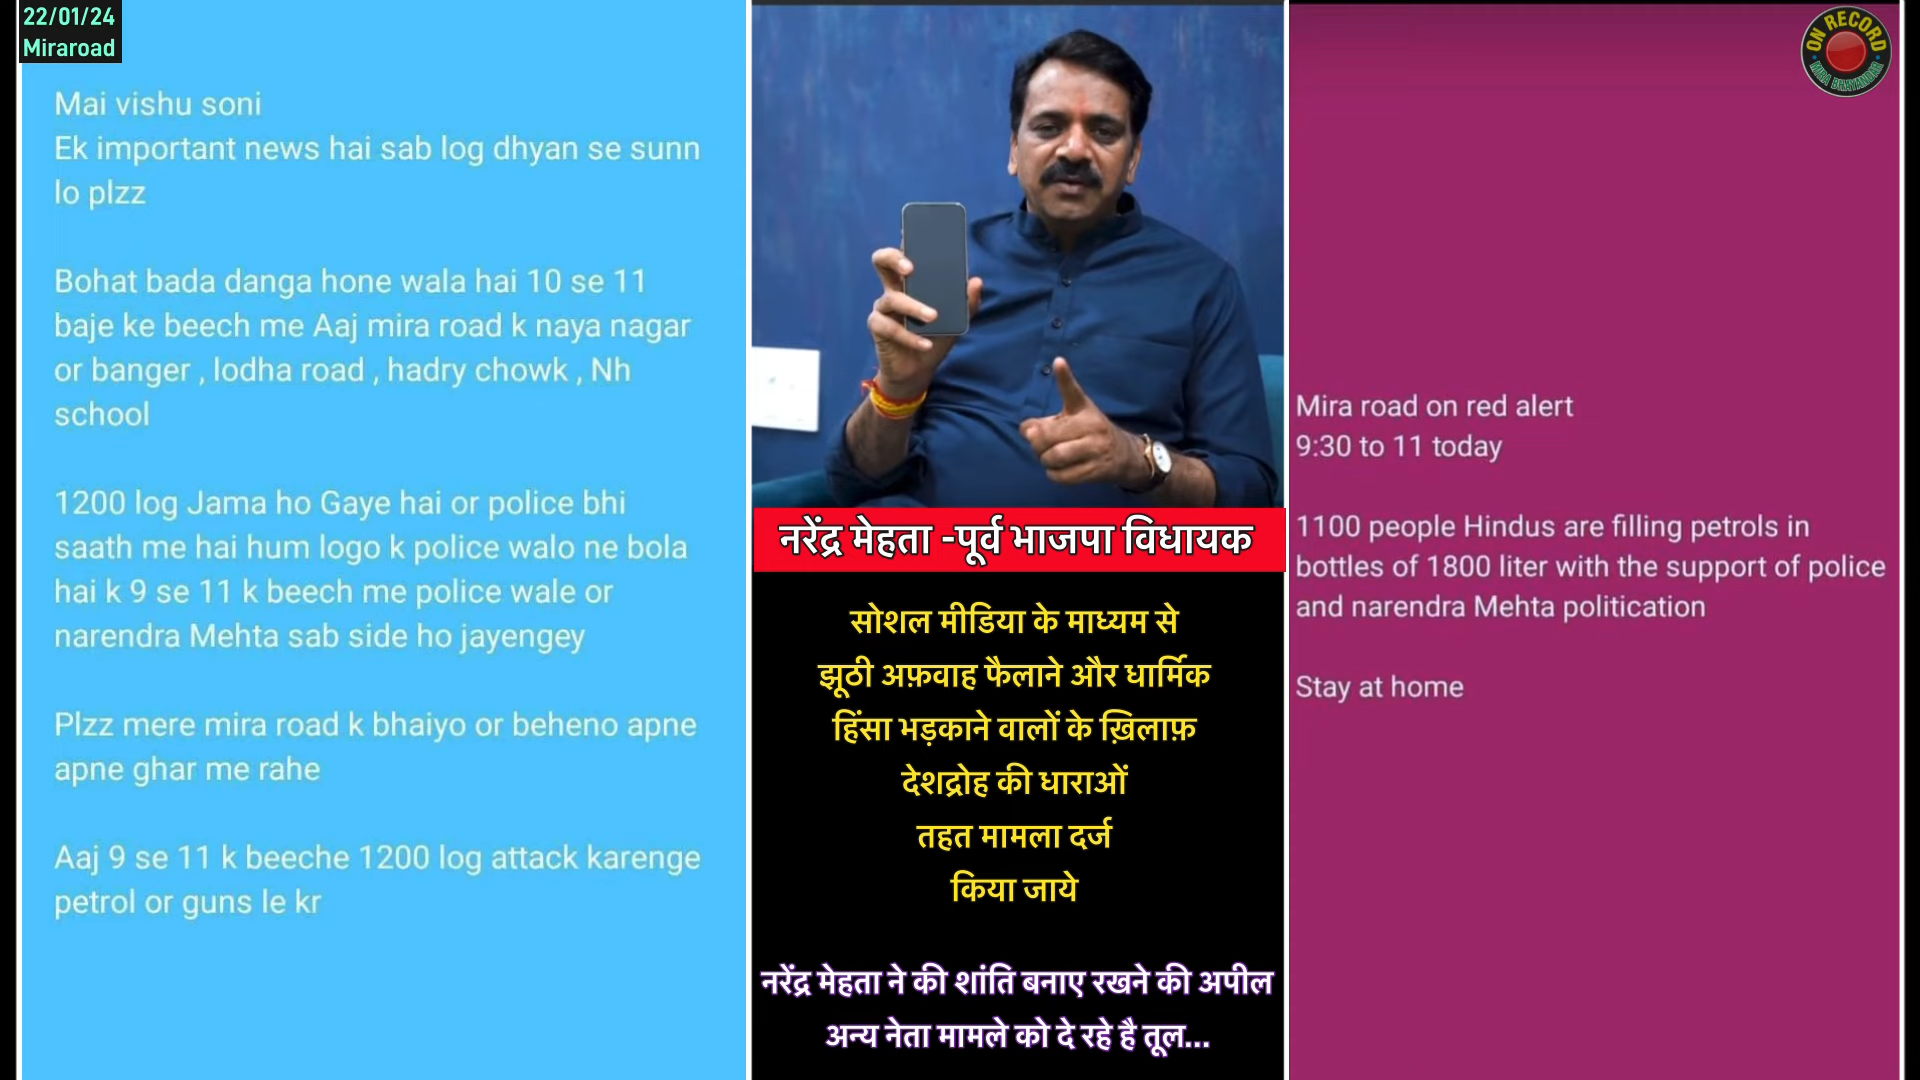 22/01/24
Miraroad
Mai vishu soni
Ek important news hai sab log dhyan se sunn
lo plzz
Bohat bada danga hone wala hai 10 se 11
baje ke beech me Aaj mira road k naya nagar
or banger , lodha road , hadry chowk , Nh
school
1200 log Jama ho Gaye hai or police bhi
saath me hai hum logo k police walo ne bola
hai k 9 se 11 k beech me police wale or
narendra Mehta sab side ho jayengey
Plzz mere mira road k bhaiyo or beheno apne
apne ghar me rahe
Aaj 9 se 11 k beeche 1200 log attack karenge
petrol or guns le kr
नरेंद्र मेहता -पूर्व भाजपा विधायक
सोशल मीडिया के माध्यम से
झूठी अफ़वाह फैलाने और धार्मिक
हिंसा भड़काने वालों के ख़िलाफ़
देशद्रोह की धाराओं
तहत मामला दर्ज
किया जाये
नरेंद्र मेहता ने की शांति बनाए रखने की अपील
अन्य नेता मामले को दे रहे है तूल...
ON RECORD
MIRA BHAYANDAR
Mira road on red alert
9:30 to 11 today
1100 people Hindus are filling petrols in
bottles of 1800 liter with the support of police
and narendra Mehta politication
Stay at home